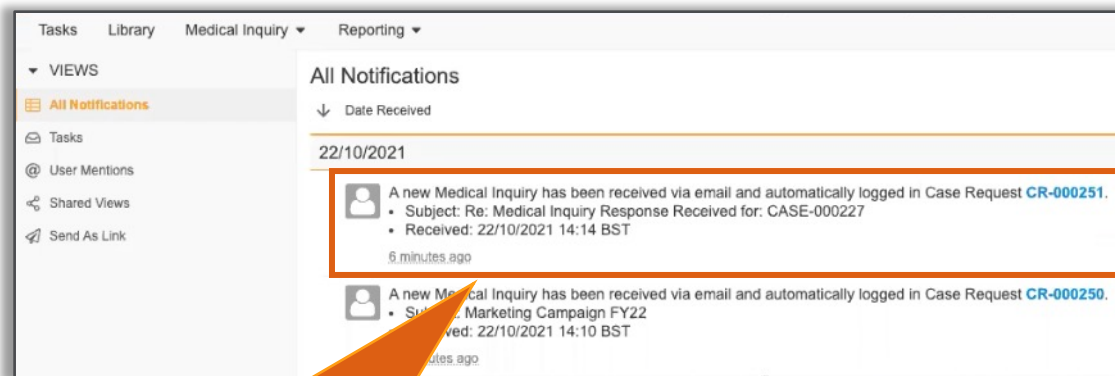 Tasks Library Medical Inquiry Reporting
VIEWS
All Notifications
Tasks
User Mentions
Shared Views
Send As Link
All Notifications
Date Received
22/10/2021
A new Medical Inquiry has been received via email and automatically logged in Case Request CR-000251.
• Subject: Re: Medical Inquiry Response Received for: CASE-000227
• Received: 22/10/2021 14:14 BST
6 minutes ago
A new Medical Inquiry has been received via email and automatically logged in Case Request CR-000250.
Marketing Campaign FY22
22/10/2021 14:10 BST
ago